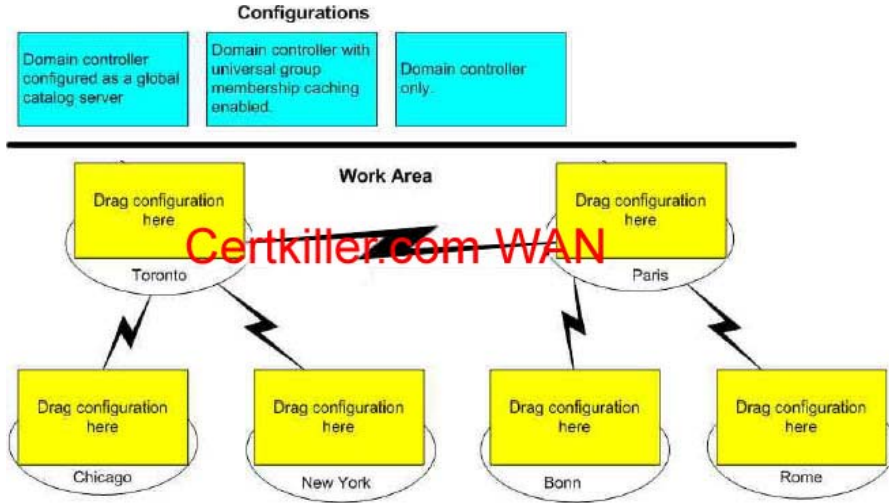 Configurations
Domain controller
configured as a global
catalog server
Domain controller with
universal group
membership caching
enabled.
Domain controller
only.
Work Area
Drag configuration
here
Drag configuration
here
Certkiller.com WAN
Toronto
Paris
Drag configuration
here
Drag configuration
here
Drag configuration
here
Drag configuration
here
Chicago
New York
Bonn
Rome